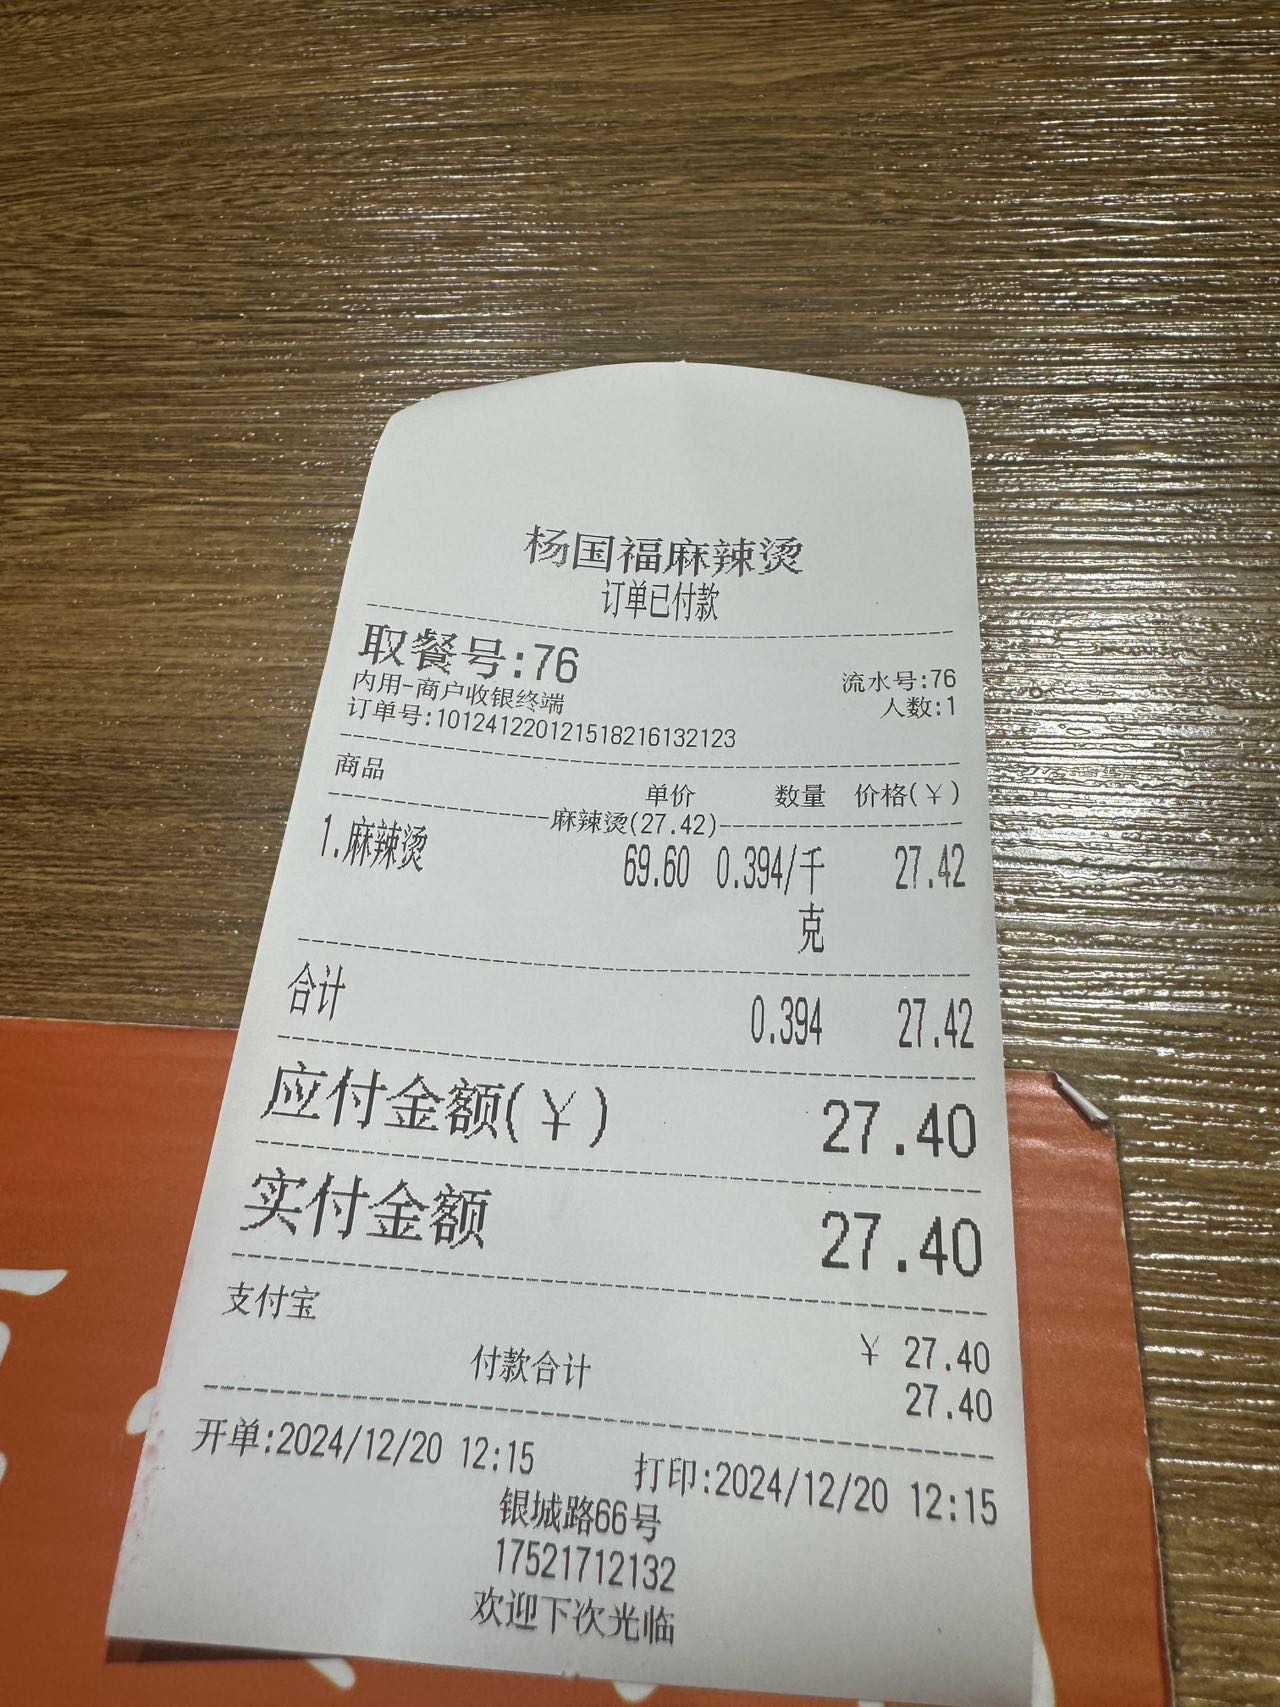 杨国福麻辣烫
订单已付款
取餐号:76
流水号:76
内用-商户收银终端
人数:1
订单号:101241220121518216132123
商品 单价 数量 价格(¥)
麻辣烫(27.42)
1.麻辣烫 69.60 0.394/千克 27.42
合计 0.394 27.42
应付金额(¥) 27.40
实付金额 27.40
支付宝 ¥ 27.40
付款合计 27.40
开单:2024/12/20 12:15 打印:2024/12/20 12:15
银城路66号
17521712132
欢迎下次光临